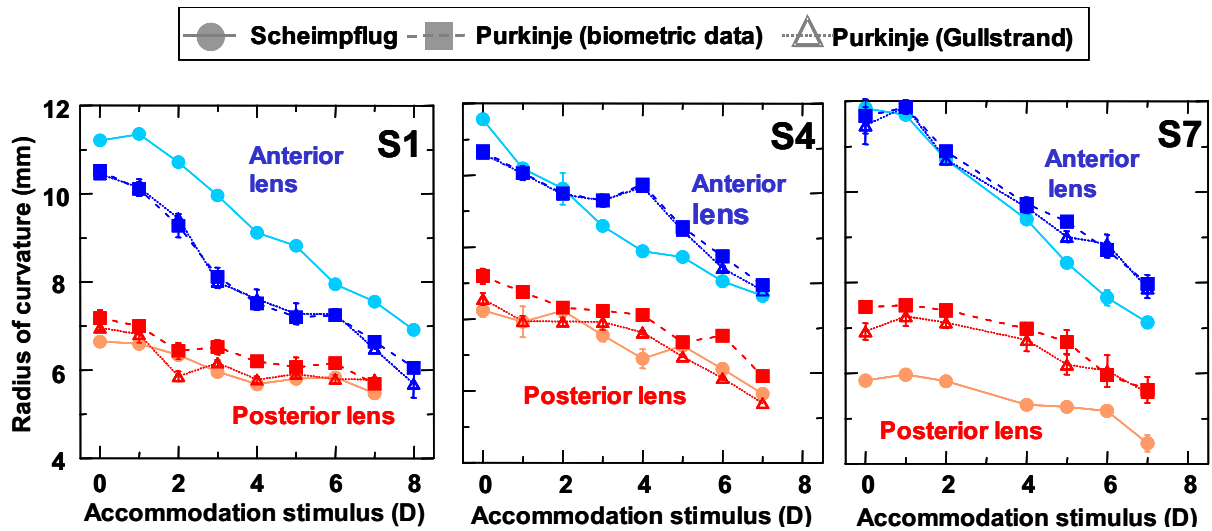 Scheimpflug Purkinje (biometric data) Purkinje (Gullstrand)
Radius of curvature (mm)
12
10
8
6
4
S1
Anterior
lens
Posterior lens
0 2 4 6 8
Accommodation stimulus (D)
S4
Anterior
lens
Posterior lens
0 2 4 6 8
Accommodation stimulus (D)
S7
Anterior
lens
Posterior lens
0 2 4 6 8
Accommodation stimulus (D)